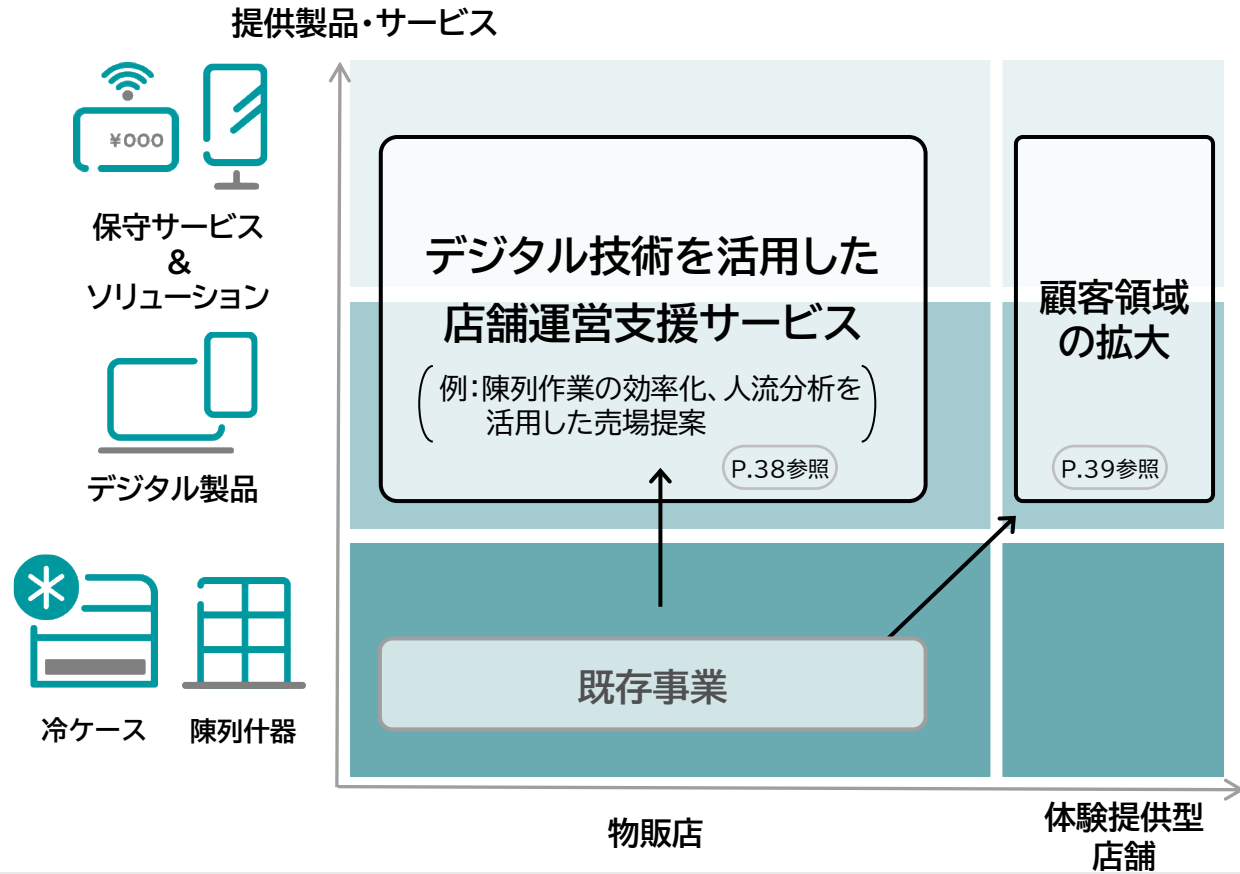 提供製品・サービス
¥000
保守サービス
&
ソリューション
デジタル製品
冷ケース
陳列什器
デジタル技術を活用した
店舗運営支援サービス
(例:陳列作業の効率化、人流分析を
活用した売場提案)
P.38参照
顧客領域
の拡大
P.39参照
既存事業
物販店
体験提供型
店舗